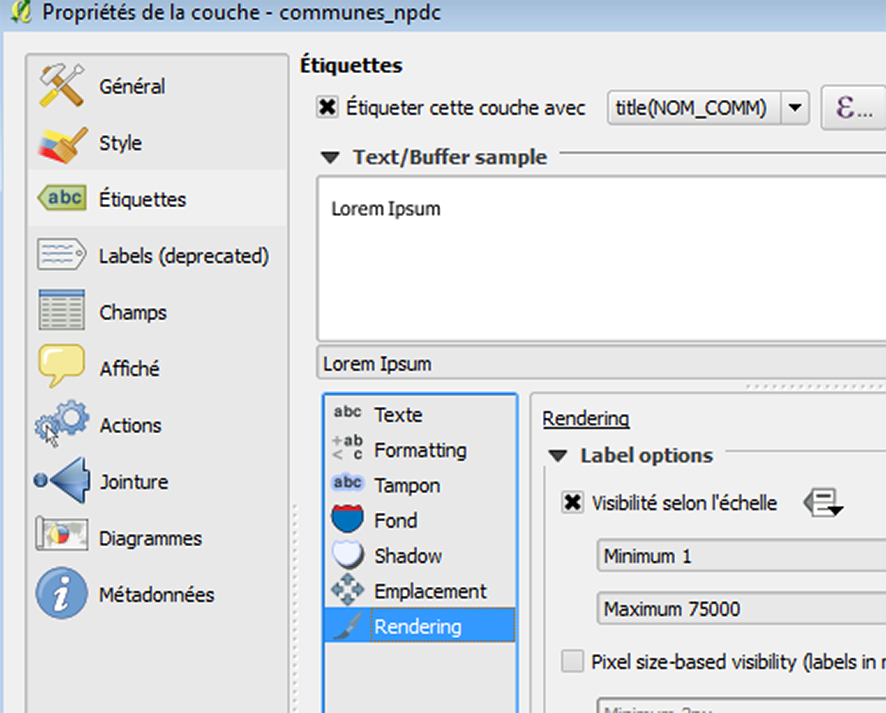 Propriétés de la couche - communes_npdc
Général
Style
abc
Étiquettes
Labels (deprecated)
Champs
Affiché
Actions
Jointure
Diagrammes
i
Métadonnées
Étiquettes
Étiqueter cette couche avec title(NOM_COMM) ε...
Text/Buffer sample
Lorem Ipsum
Lorem Ipsum
abc Texte
+ab
< c Formatting
abc Tampon
Fond
Shadow
Emplacement
Rendering
Rendering
Label options
Visibilité selon l'échelle
Minimum 1
Maximum 75000
Pixel size-based visibility (labels in